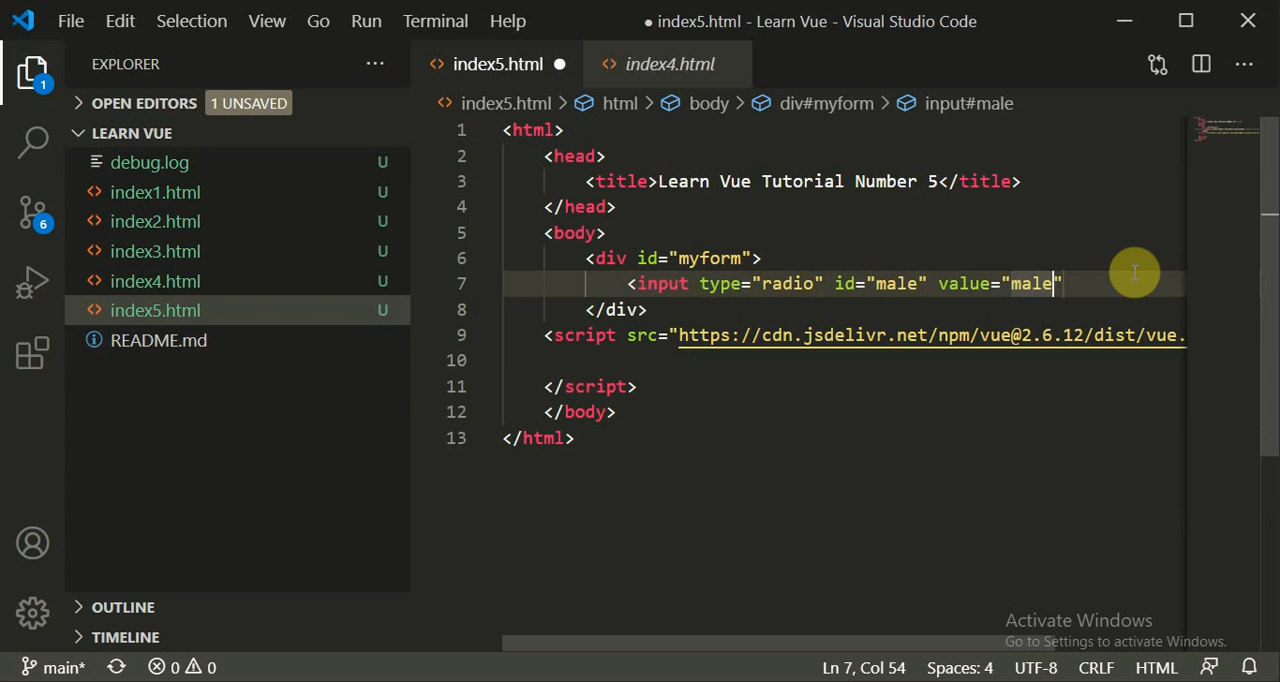 File Edit Selection View Go Run Terminal Help ● index5.html - Learn Vue - Visual Studio Code
EXPLORER ···
index5.html ●
index4.html
OPEN EDITORS 1 UNSAVED
index5.html > html > body > div#myform > input#male
LEARN VUE
debug.log U
index1.html U
index2.html U
index3.html U
index4.html U
index5.html U
README.md
1 <html>
2 <head>
3 <title>Learn Vue Tutorial Number 5</title>
4 </head>
5 <body>
6 <div id="myform">
7 <input type="radio" id="male" value="male"
8 </div>
9 <script src="https://cdn.jsdelivr.net/npm/vue@2.6.12/dist/vue.
10
11 </script>
12 </body>
13 </html>
1
6
OUTLINE
TIMELINE
Activate Windows
Go to Settings to activate Windows.
main* 0 0 Ln 7, Col 54 Spaces: 4 UTF-8 CRLF HTML